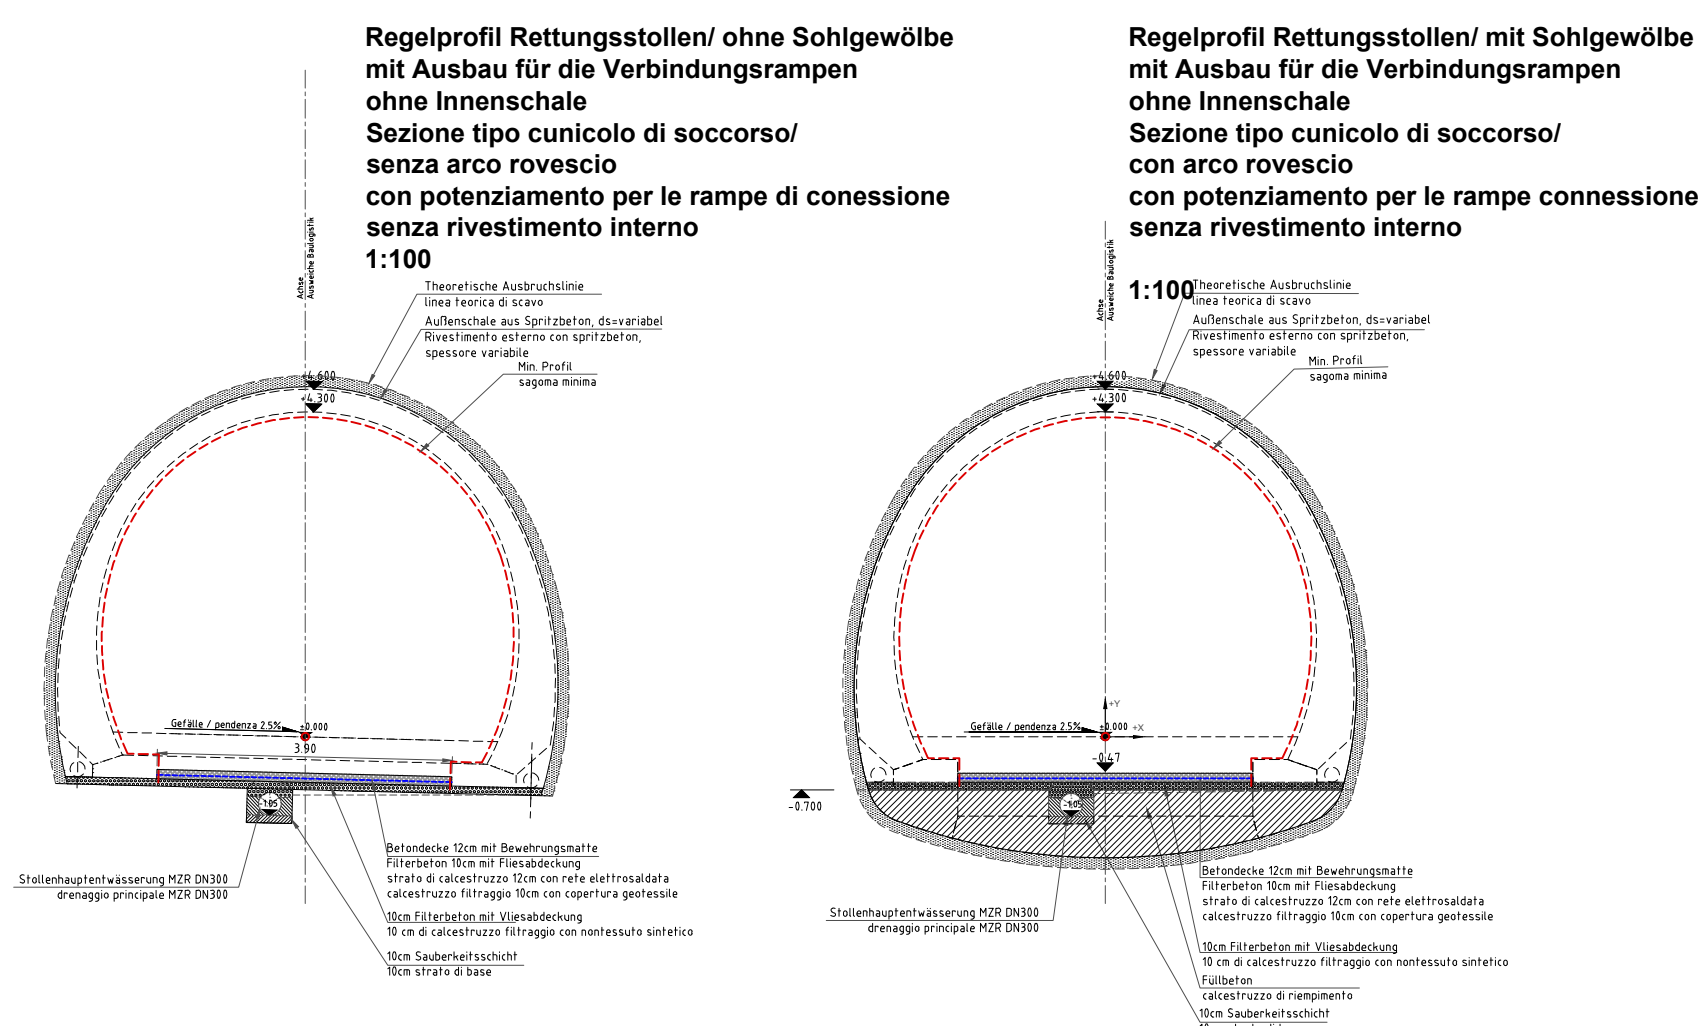 Regelprofil Rettungsstollen/ ohne Sohlgewölbe
mit Ausbau für die Verbindungsrampen
ohne Innenschale
Sezione tipo cunicolo di soccorso/
senza arco rovescio
con potenziamento per le rampe di conessione
senza rivestimento interno
1:100
Achse
Ausweiche Baulogistik
Theoretische Ausbruchslinie
linea teorica di scavo
Außenschale aus Spritzbeton, ds=variabel
Rivestimento esterno con spritzbeton,
spessore variabile
Min. Profil
sagoma minima
+4.600
+4.300
Gefälle / pendenza 2.5%
±0.000
3.90
-1.05
Stollenhauptentwässerung MZR DN300
drenaggio principale MZR DN300
Betondecke 12cm mit Bewehrungsmatte
Filterbeton 10cm mit Fliesabdeckung
strato di calcestruzzo 12cm con rete elettrosaldata
calcestruzzo filtraggio 10cm con copertura geotessile
10cm Filterbeton mit Vliesabdeckung
10 cm di calcestruzzo filtraggio con nontessuto sintetico
10cm Sauberkeitsschicht
10cm strato di base
Regelprofil Rettungsstollen/ mit Sohlgewölbe
mit Ausbau für die Verbindungsrampen
ohne Innenschale
Sezione tipo cunicolo di soccorso/
con arco rovescio
con potenziamento per le rampe connessione
senza rivestimento interno
1:100
Achse
Ausweiche Baulogistik
Theoretische Ausbruchslinie
linea teorica di scavo
Außenschale aus Spritzbeton, ds=variabel
Rivestimento esterno con spritzbeton,
spessore variabile
Min. Profil
sagoma minima
+4.600
+4.300
+Y
Gefälle / pendenza 2.5%
±0.000
+X
-0.47
-0.700
-1.05
Stollenhauptentwässerung MZR DN300
drenaggio principale MZR DN300
Betondecke 12cm mit Bewehrungsmatte
Filterbeton 10cm mit Fliesabdeckung
strato di calcestruzzo 12cm con rete elettrosaldata
calcestruzzo filtraggio 10cm con copertura geotessile
10cm Filterbeton mit Vliesabdeckung
10 cm di calcestruzzo filtraggio con nontessuto sintetico
Füllbeton
calcestruzzo di riempimento
10cm Sauberkeitsschicht